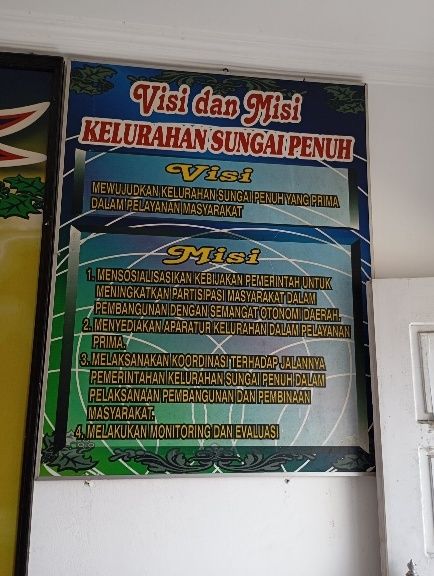 Visi dan Misi
KELURAHAN SUNGAI PENUH
Visi
MEWUJUDKAN KELURAHAN SUNGAI PENUH YANG PRIMA
DALAM PELAYANAN MASYARAKAT
Misi
1. MENSOSIALISASIKAN KEBIJAKAN PEMERINTAH UNTUK
MENINGKATKAN PARTISIPASI MASYARAKAT DALAM
PEMBANGUNAN DENGAN SEMANGAT OTONOMI DAERAH.
2. MENYEDIAKAN APARATUR KELURAHAN DALAM PELAYANAN
PRIMA.
3. MELAKSANAKAN KOORDINASI TERHADAP JALANNYA
PEMERINTAHAN KELURAHAN SUNGAI PENUH DALAM
PELAKSANAAN PEMBANGUNAN DAN PEMBINAAN
MASYARAKAT.
4. MELAKUKAN MONITORING DAN EVALUASI